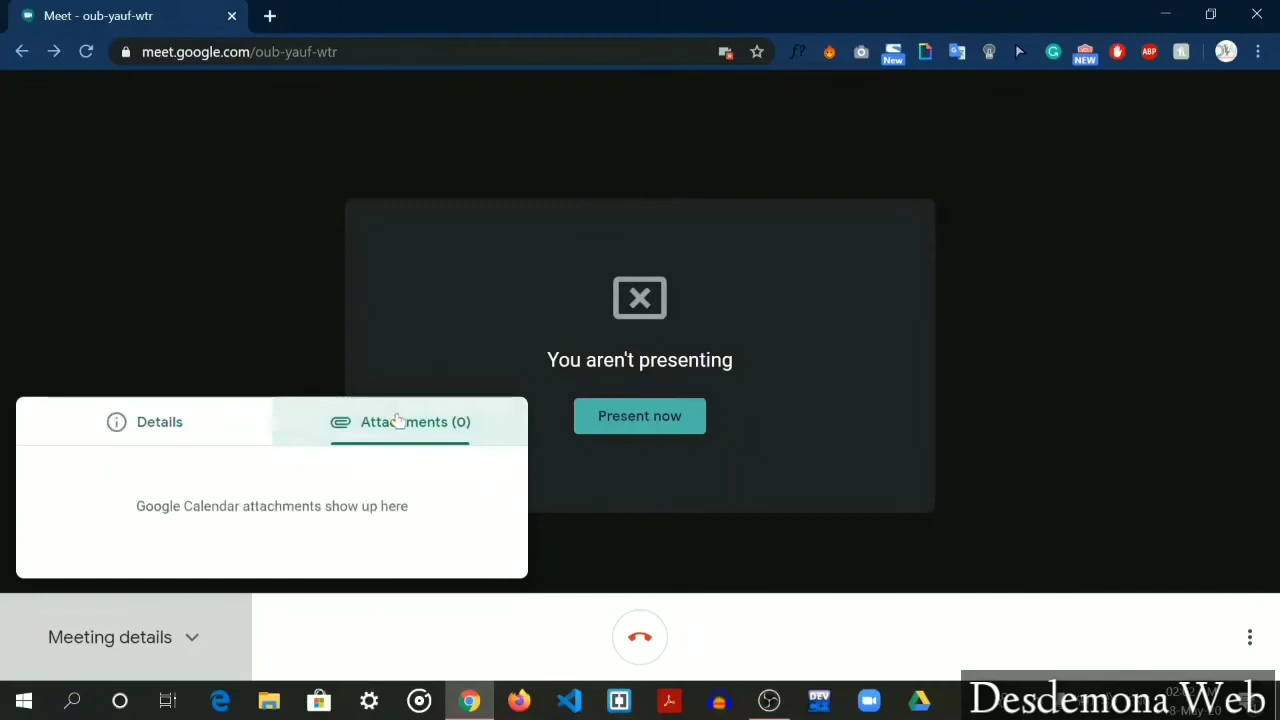 Meet - oub-yauf-wtr
meet.google.com/oub-yauf-wtr
f?
New
NEW
ABP
You aren't presenting
Present now
Details
Attachments (0)
Google Calendar attachments show up here
Meeting details
DEV
Desdemona Web